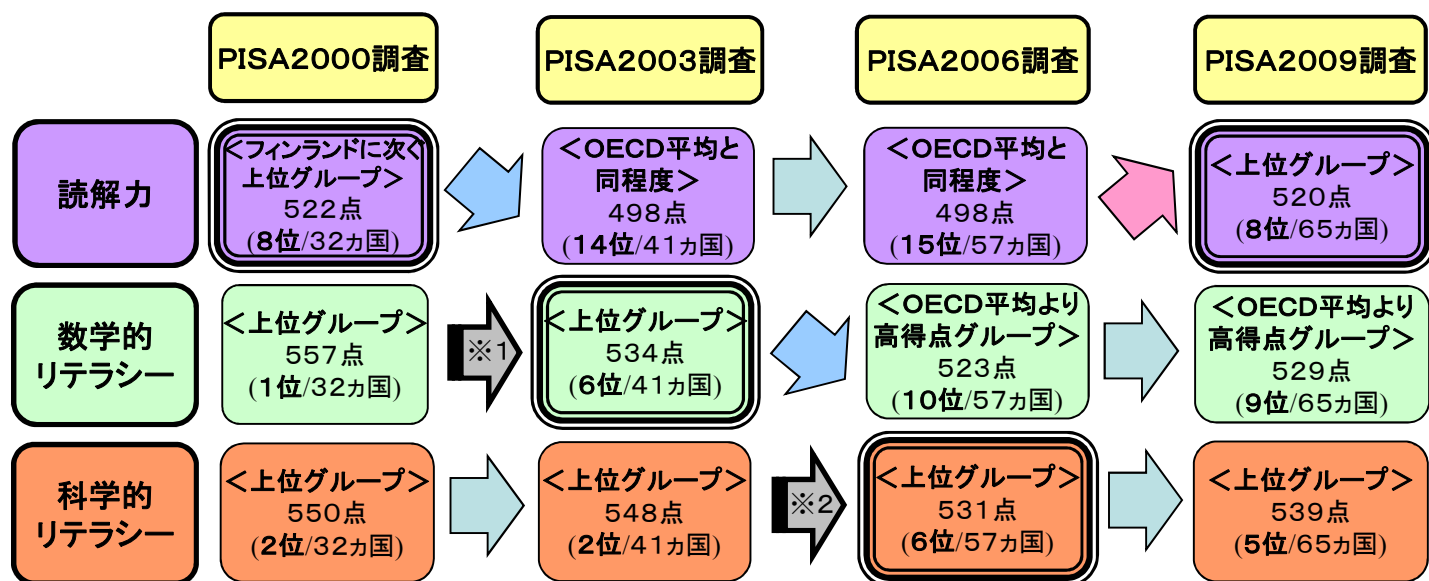 PISA2000調査
PISA2003調査
PISA2006調査
PISA2009調査
読解力
<フィンランドに次ぐ
上位グループ>
522点
(8位/32ヵ国)
<OECD平均と
同程度>
498点
(14位/41ヵ国)
<OECD平均と
同程度>
498点
(15位/57ヵ国)
<上位グループ>
520点
(8位/65ヵ国)
数学的
リテラシー
<上位グループ>
557点
(1位/32ヵ国)
※1
<上位グループ>
534点
(6位/41ヵ国)
<OECD平均より
高得点グループ>
523点
(10位/57ヵ国)
<OECD平均より
高得点グループ>
529点
(9位/65ヵ国)
科学的
リテラシー
<上位グループ>
550点
(2位/32ヵ国)
<上位グループ>
548点
(2位/41ヵ国)
※2
<上位グループ>
531点
(6位/57ヵ国)
<上位グループ>
539点
(5位/65ヵ国)